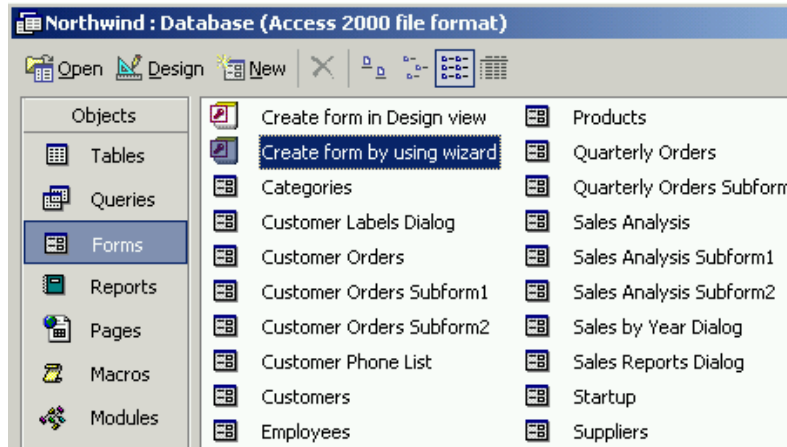 Northwind : Database (Access 2000 file format)
Open Design New
Objects
Tables
Queries
Forms
Reports
Pages
Macros
Modules
Create form in Design view
Create form by using wizard
Categories
Customer Labels Dialog
Customer Orders
Customer Orders Subform1
Customer Orders Subform2
Customer Phone List
Customers
Employees
Products
Quarterly Orders
Quarterly Orders Subform
Sales Analysis
Sales Analysis Subform1
Sales Analysis Subform2
Sales by Year Dialog
Sales Reports Dialog
Startup
Suppliers